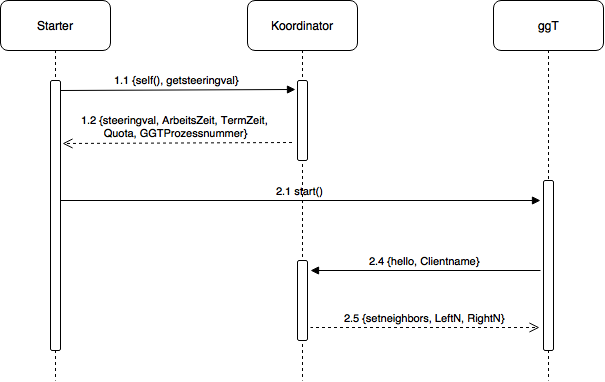 Starter
Koordinator
ggT
1.1 {self(), getsteeringval}
1.2 {steeringval, ArbeitsZeit, TermZeit,
Quota, GGTProzessnummer}
2.1 start()
2.4 {hello, Clientname}
2.5 {setneighbors, LeftN, RightN}